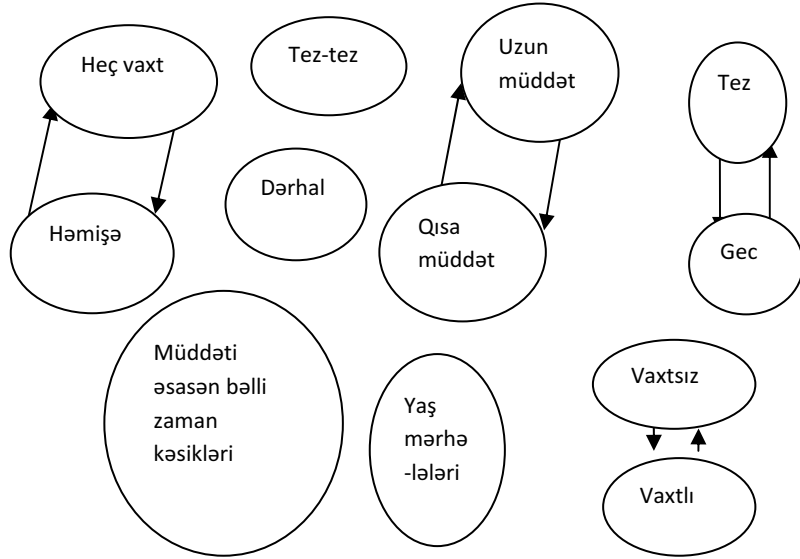 Heç vaxt
Tez-tez
Uzun
müddət
Tez
Həmişə
Dərhal
Qısa
müddət
Gec
Müddəti
əsasən bəlli
zaman
kəsikləri
Yaş
mərhə
-lələri
Vaxtsız
Vaxtlı